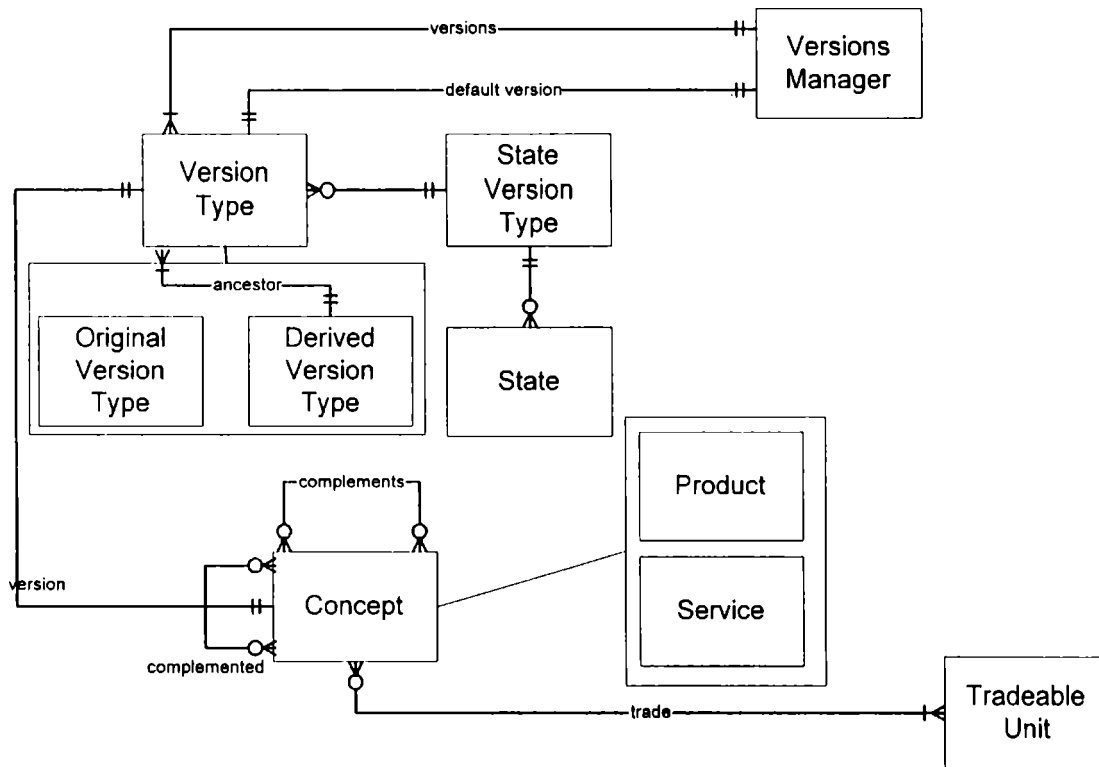 versions
Versions
Manager
default version
Version
Type
State
Version
Type
ancestor
Original
Version
Type
Derived
Version
Type
State
complements
Product
version
Concept
Service
complemented
trade
Tradeable
Unit